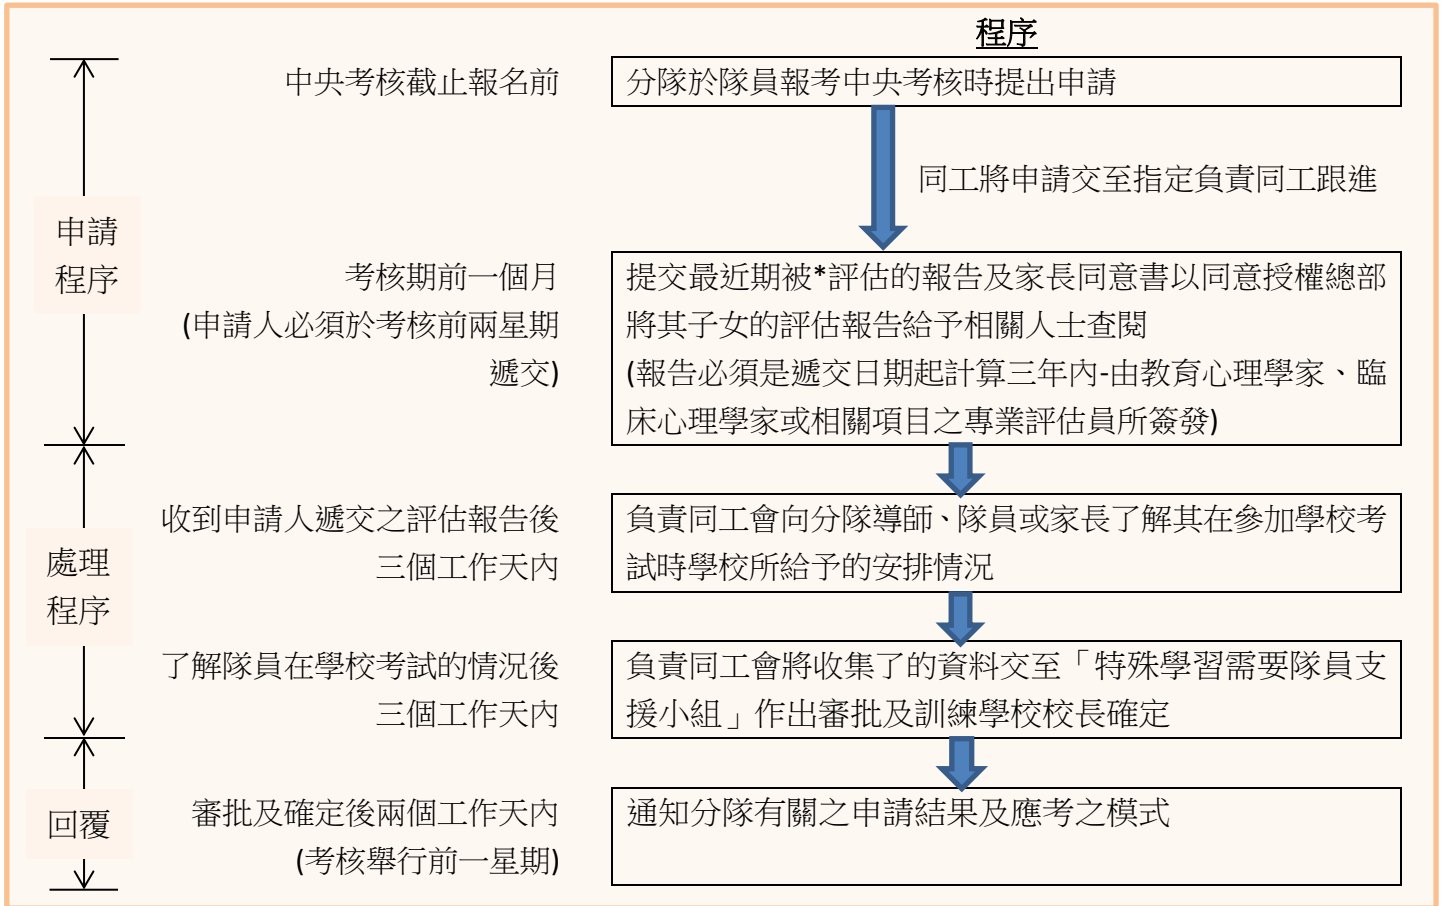 程序
中央考核截止報名前
分隊於隊員報考中央考核時提出申請
同工將申請交至指定負責同工跟進
申請
程序
考核期前一個月
(申請人必須於考核前兩星期
遞交)
提交最近期被*評估的報告及家長同意書以同意授權總部
將其子女的評估報告給予相關人士查閱
(報告必須是遞交日期起計算三年內-由教育心理學家、臨
床心理學家或相關項目之專業評估員所簽發)
處理
程序
收到申請人遞交之評估報告後
三個工作天內
負責同工會向分隊導師、隊員或家長了解其在參加學校考
試時學校所給予的安排情況
了解隊員在學校考試的情況後
三個工作天內
負責同工會將收集了的資料交至「特殊學習需要隊員支
援小組」作出審批及訓練學校校長確定
回覆
審批及確定後兩個工作天內
(考核舉行前一星期)
通知分隊有關之申請結果及應考之模式